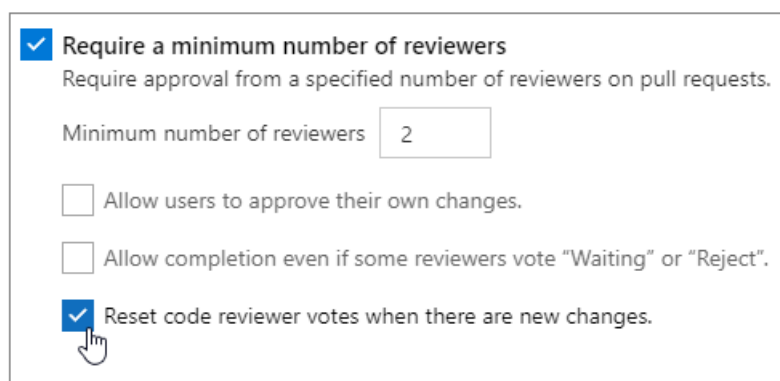 Require a minimum number of reviewers
Require approval from a specified number of reviewers on pull requests.
Minimum number of reviewers 2
Allow users to approve their own changes.
Allow completion even if some reviewers vote “Waiting” or “Reject”.
Reset code reviewer votes when there are new changes.